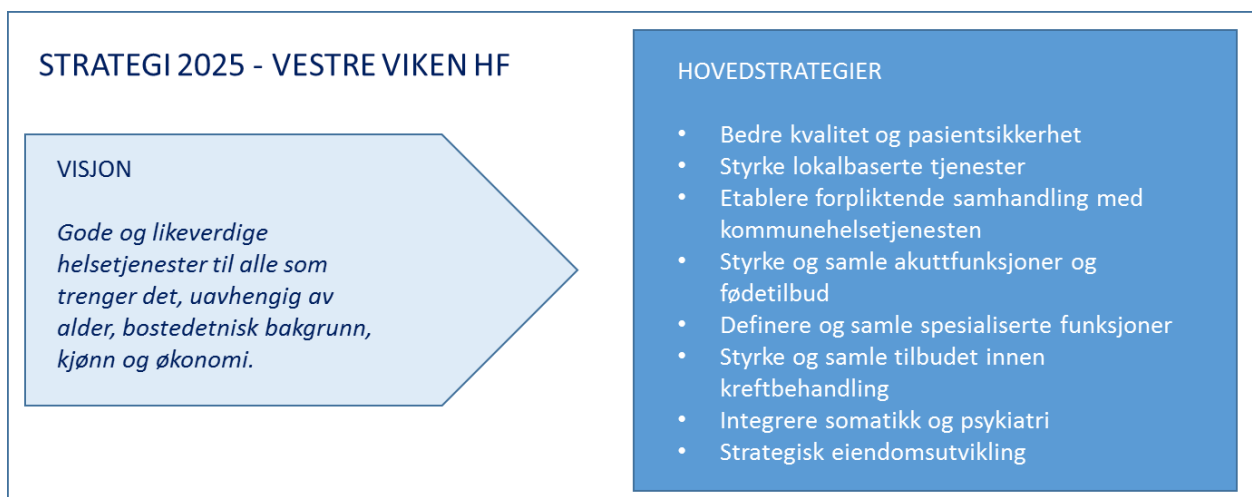 STRATEGI 2025 - VESTRE VIKEN HF
VISJON
Gode og likeverdige
helsetjenester til alle som
trenger det, uavhengig av
alder, bostedetnisk bakgrunn,
kjønn og økonomi.
HOVEDSTRATEGIER
• Bedre kvalitet og pasientsikkerhet
• Styrke lokalbaserte tjenester
• Etablere forpliktende samhandling med
kommunehelsetjenesten
• Styrke og samle akuttfunksjoner og
fødetilbud
• Definere og samle spesialiserte funksjoner
• Styrke og samle tilbudet innen
kreftbehandling
• Integrere somatikk og psykiatri
• Strategisk eiendomsutvikling